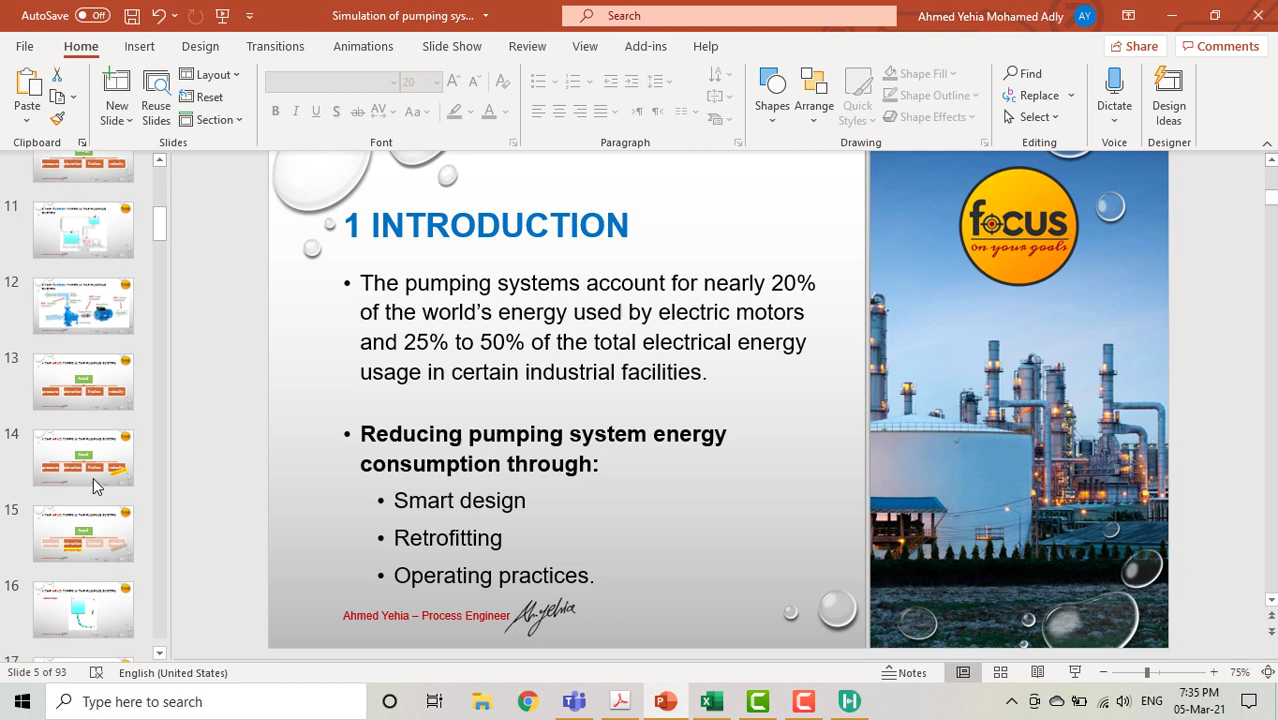 AutoSave Off
Simulation of pumping sys...
Search
Ahmed Yehia Mohamed Adly AY
File Home Insert Design Transitions Animations Slide Show Review View Add-ins Help
Share Comments
Paste
New Slide
Reuse Slides
Layout
Reset
Section
20
Shapes Arrange Quick Styles
Shape Fill
Shape Outline
Shape Effects
Find
Replace
Select
Dictate
Design Ideas
Clipboard Slides Font Paragraph Drawing Editing Voice Designer
11
12
13
14
15
16
17
1 INTRODUCTION
• The pumping systems account for nearly 20%
of the world’s energy used by electric motors
and 25% to 50% of the total electrical energy
usage in certain industrial facilities.
• Reducing pumping system energy
consumption through:
• Smart design
• Retrofitting
• Operating practices.
Ahmed Yehia – Process Engineer
focus
on your goals
Slide 5 of 93 English (United States) Notes 75%
Type here to search
ENG
7:35 PM
05-Mar-21